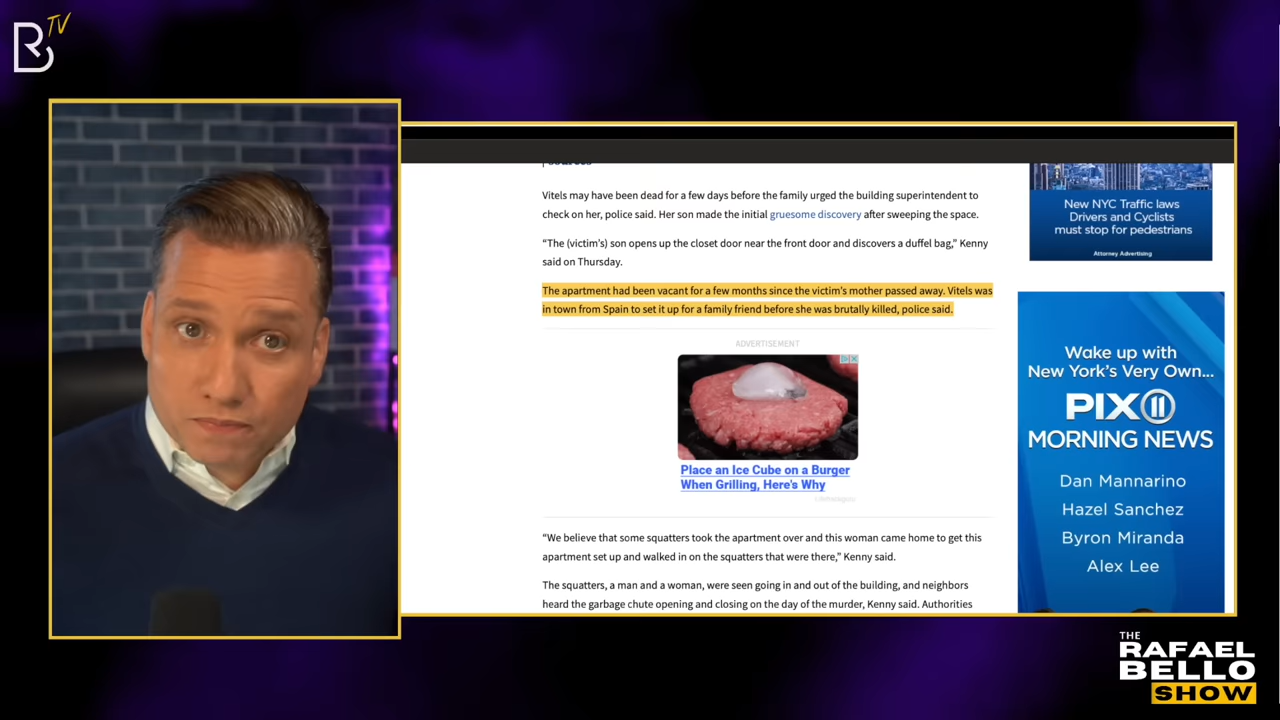 TV
R
Vitels may have been dead for a few days before the family urged the building superintendent to
check on her, police said. Her son made the initial gruesome discovery after sweeping the space.
“The (victim’s) son opens up the closet door near the front door and discovers a duffel bag,” Kenny
said on Thursday.
The apartment had been vacant for a few months since the victim’s mother passed away. Vitels was
in town from Spain to set it up for a family friend before she was brutally killed, police said.
ADVERTISEMENT
Place an Ice Cube on a Burger
When Grilling, Here's Why
“We believe that some squatters took the apartment over and this woman came home to get this
apartment set up and walked in on the squatters that were there,” Kenny said.
The squatters, a man and a woman, were seen going in and out of the building, and neighbors
heard the garbage chute opening and closing on the day of the murder, Kenny said. Authorities
New NYC Traffic laws
Drivers and Cyclists
must stop for pedestrians
Attorney Advertising
Wake up with
New York's Very Own...
PIX 11
MORNING NEWS
Dan Mannarino
Hazel Sanchez
Byron Miranda
Alex Lee
THE
RAFAEL
BELLO
SHOW